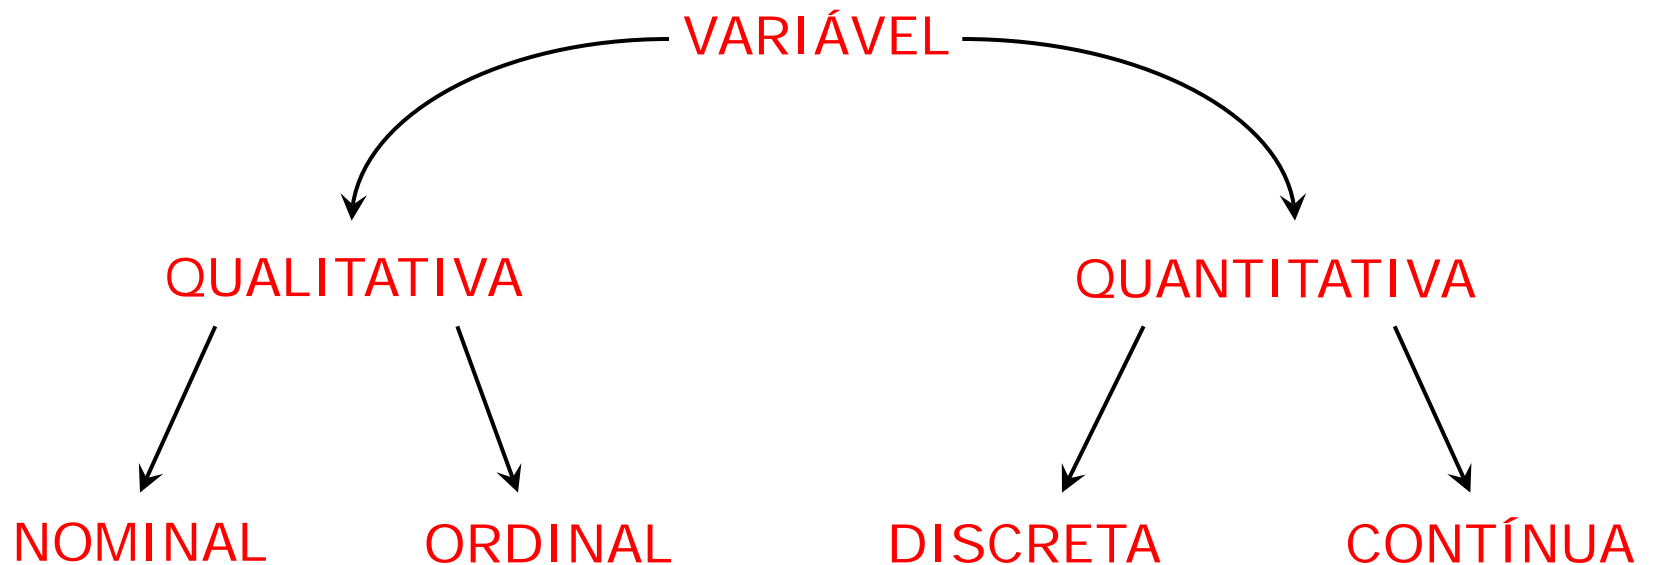 VARIÁVEL
QUALITATIVA
QUANTITATIVA
NOMINAL
ORDINAL
DISCRETA
CONTÍNUA